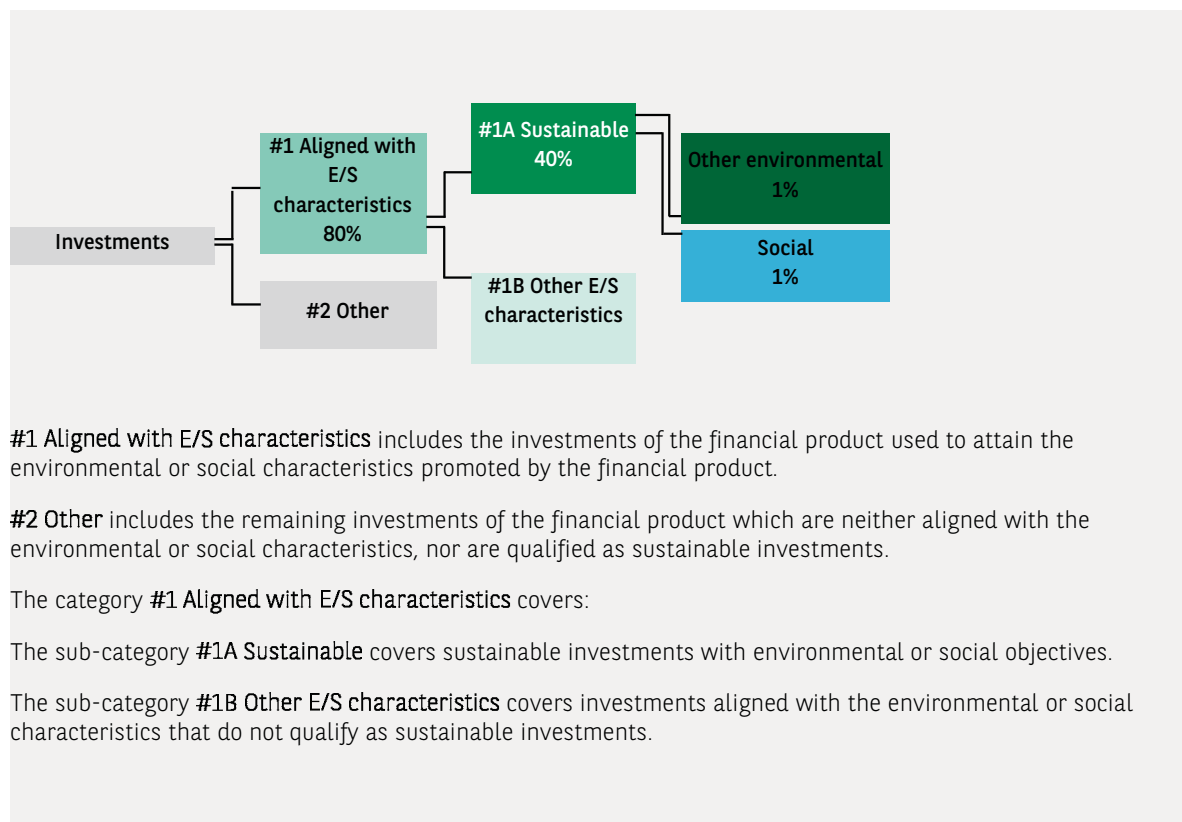 #1A Sustainable
40%
#1 Aligned with
E/S
characteristics
80%
Other environmental
1%
Investments
Social
1%
#2 Other
#1B Other E/S
characteristics
#1 Aligned with E/S characteristics includes the investments of the financial product used to attain the
environmental or social characteristics promoted by the financial product.
#2 Other includes the remaining investments of the financial product which are neither aligned with the
environmental or social characteristics, nor are qualified as sustainable investments.
The category #1 Aligned with E/S characteristics covers:
The sub-category #1A Sustainable covers sustainable investments with environmental or social objectives.
The sub-category #1B Other E/S characteristics covers investments aligned with the environmental or social
characteristics that do not qualify as sustainable investments.